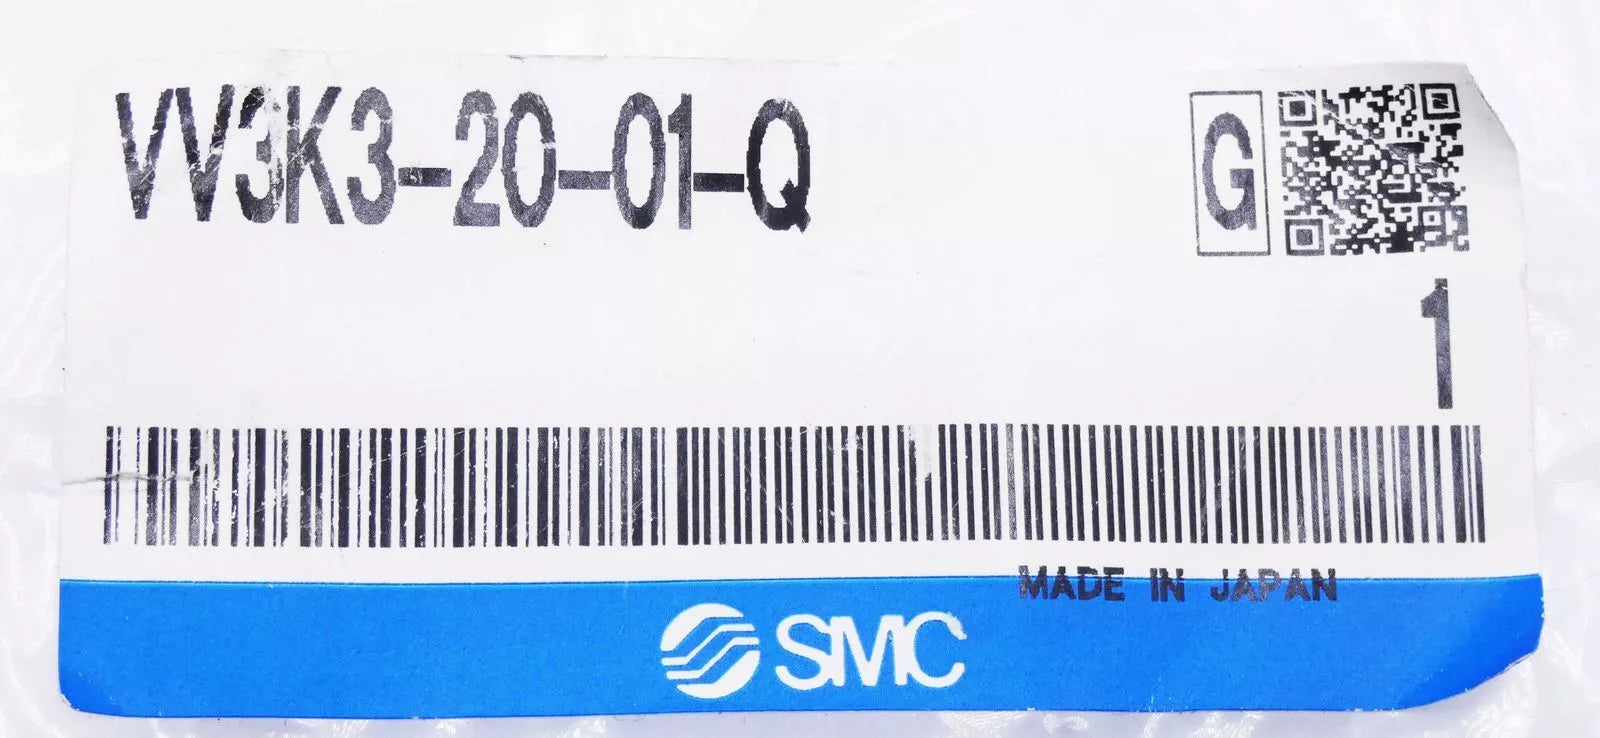 VV3K3-20-01-Q
G
1
MADE IN JAPAN
SMC